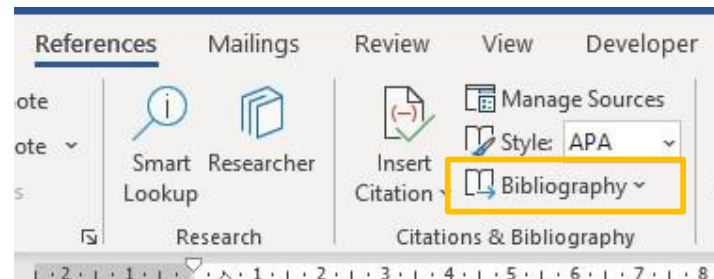 References Mailings Review View Developer
ote Manage Sources
ote Style: APA
Smart Researcher Insert Bibliography
Lookup Citation
s Research Citations & Bibliography
2 1 1 2 3 4 5 6 7 8